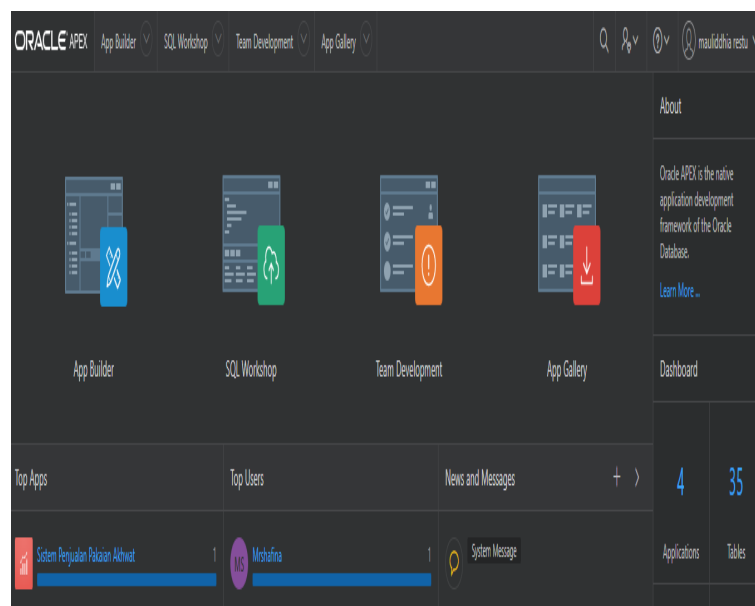 ORACLE APEX App Builder SQL Workshop Team Development App Gallery mauliddhia restu
About
Oracle APEX is the native
application development
framework of the Oracle
Database.
Learn More ...
App Builder SQL Workshop Team Development App Gallery
Dashboard
4 35
Applications Tables
Top Apps Top Users News and Messages
Sistem Penjualan Pakaian Akhwat 1
MS Mrshafina 1
System Message